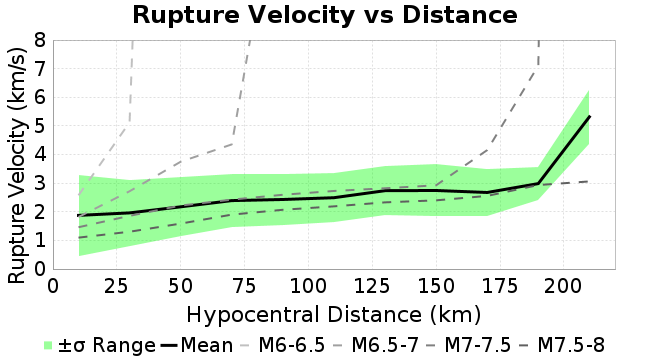 Rupture Velocity vs Distance
Rupture Velocity (km/s)
8
7
6
5
4
3
2
1
0
0 25 50 75 100 125 150 175 200
Hypocentral Distance (km)
±σ Range Mean M6-6.5 M6.5-7 M7-7.5 M7.5-8